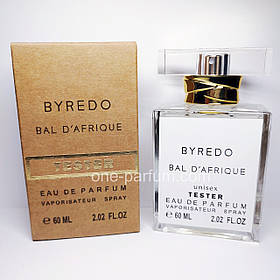 BYREDO
BAL D'AFRIQUE
TESTER
EAU DE PARFUM
VAPORISATEUR SPRAY
℮ 60 ML 2.02 FL.OZ
BYREDO
BAL D'AFRIQUE
unisex
TESTER
EAU DE PARFUM
VAPORISATEUR SPRAY
℮ 60 ML 2.02 FL.OZ
one-parfum.com